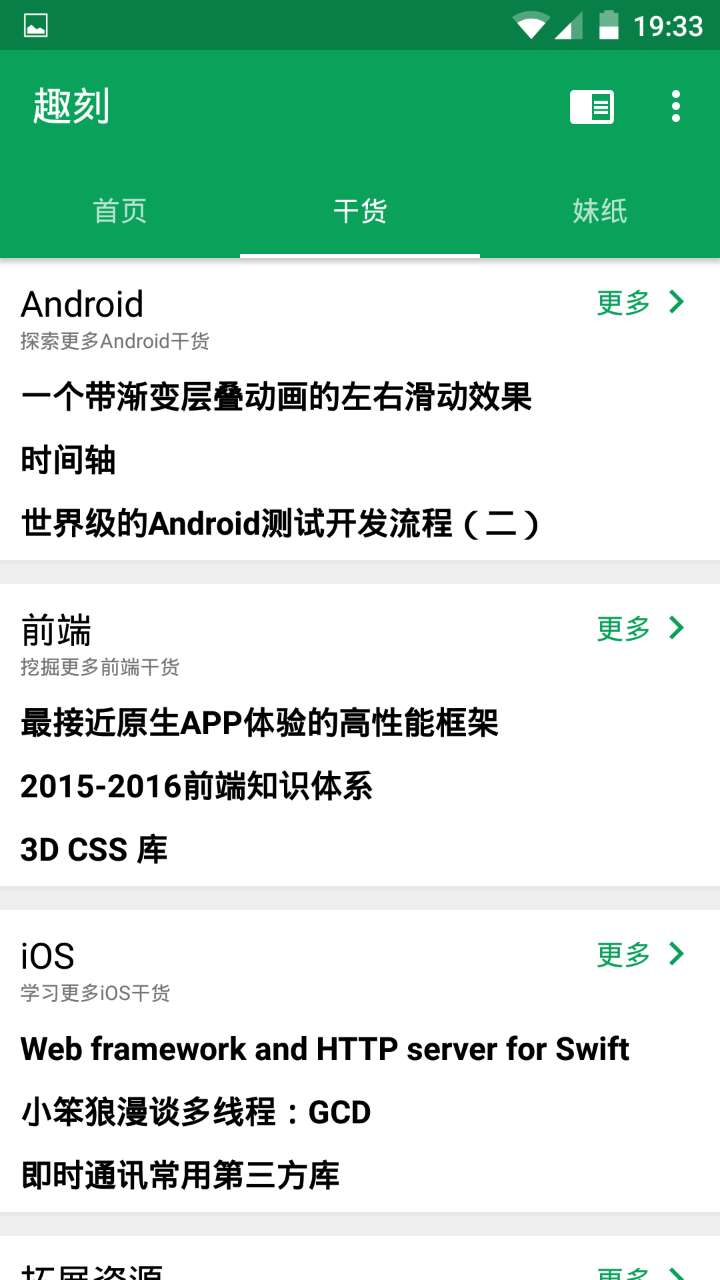 19:33
趣刻
首页 干货 妹纸
Android 更多
探索更多Android干货
一个带渐变层叠动画的左右滑动效果
时间轴
世界级的Android测试开发流程（二）
前端 更多
挖掘更多前端干货
最接近原生APP体验的高性能框架
2015-2016前端知识体系
3D CSS 库
iOS 更多
学习更多iOS干货
Web framework and HTTP server for Swift
小笨狼漫谈多线程：GCD
即时通讯常用第三方库
拓展资源 更多